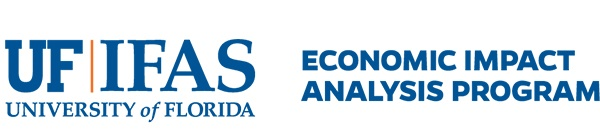 UF|IFAS
UNIVERSITY of FLORIDA
ECONOMIC IMPACT
ANALYSIS PROGRAM